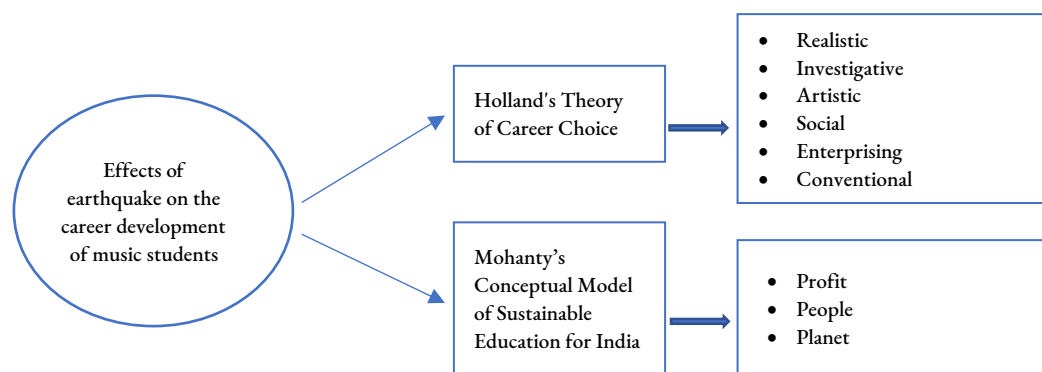 Effects of
earthquake on the
career development
of music students
Holland's Theory
of Career Choice
• Realistic
• Investigative
• Artistic
• Social
• Enterprising
• Conventional
Mohanty’s
Conceptual Model
of Sustainable
Education for India
• Profit
• People
• Planet